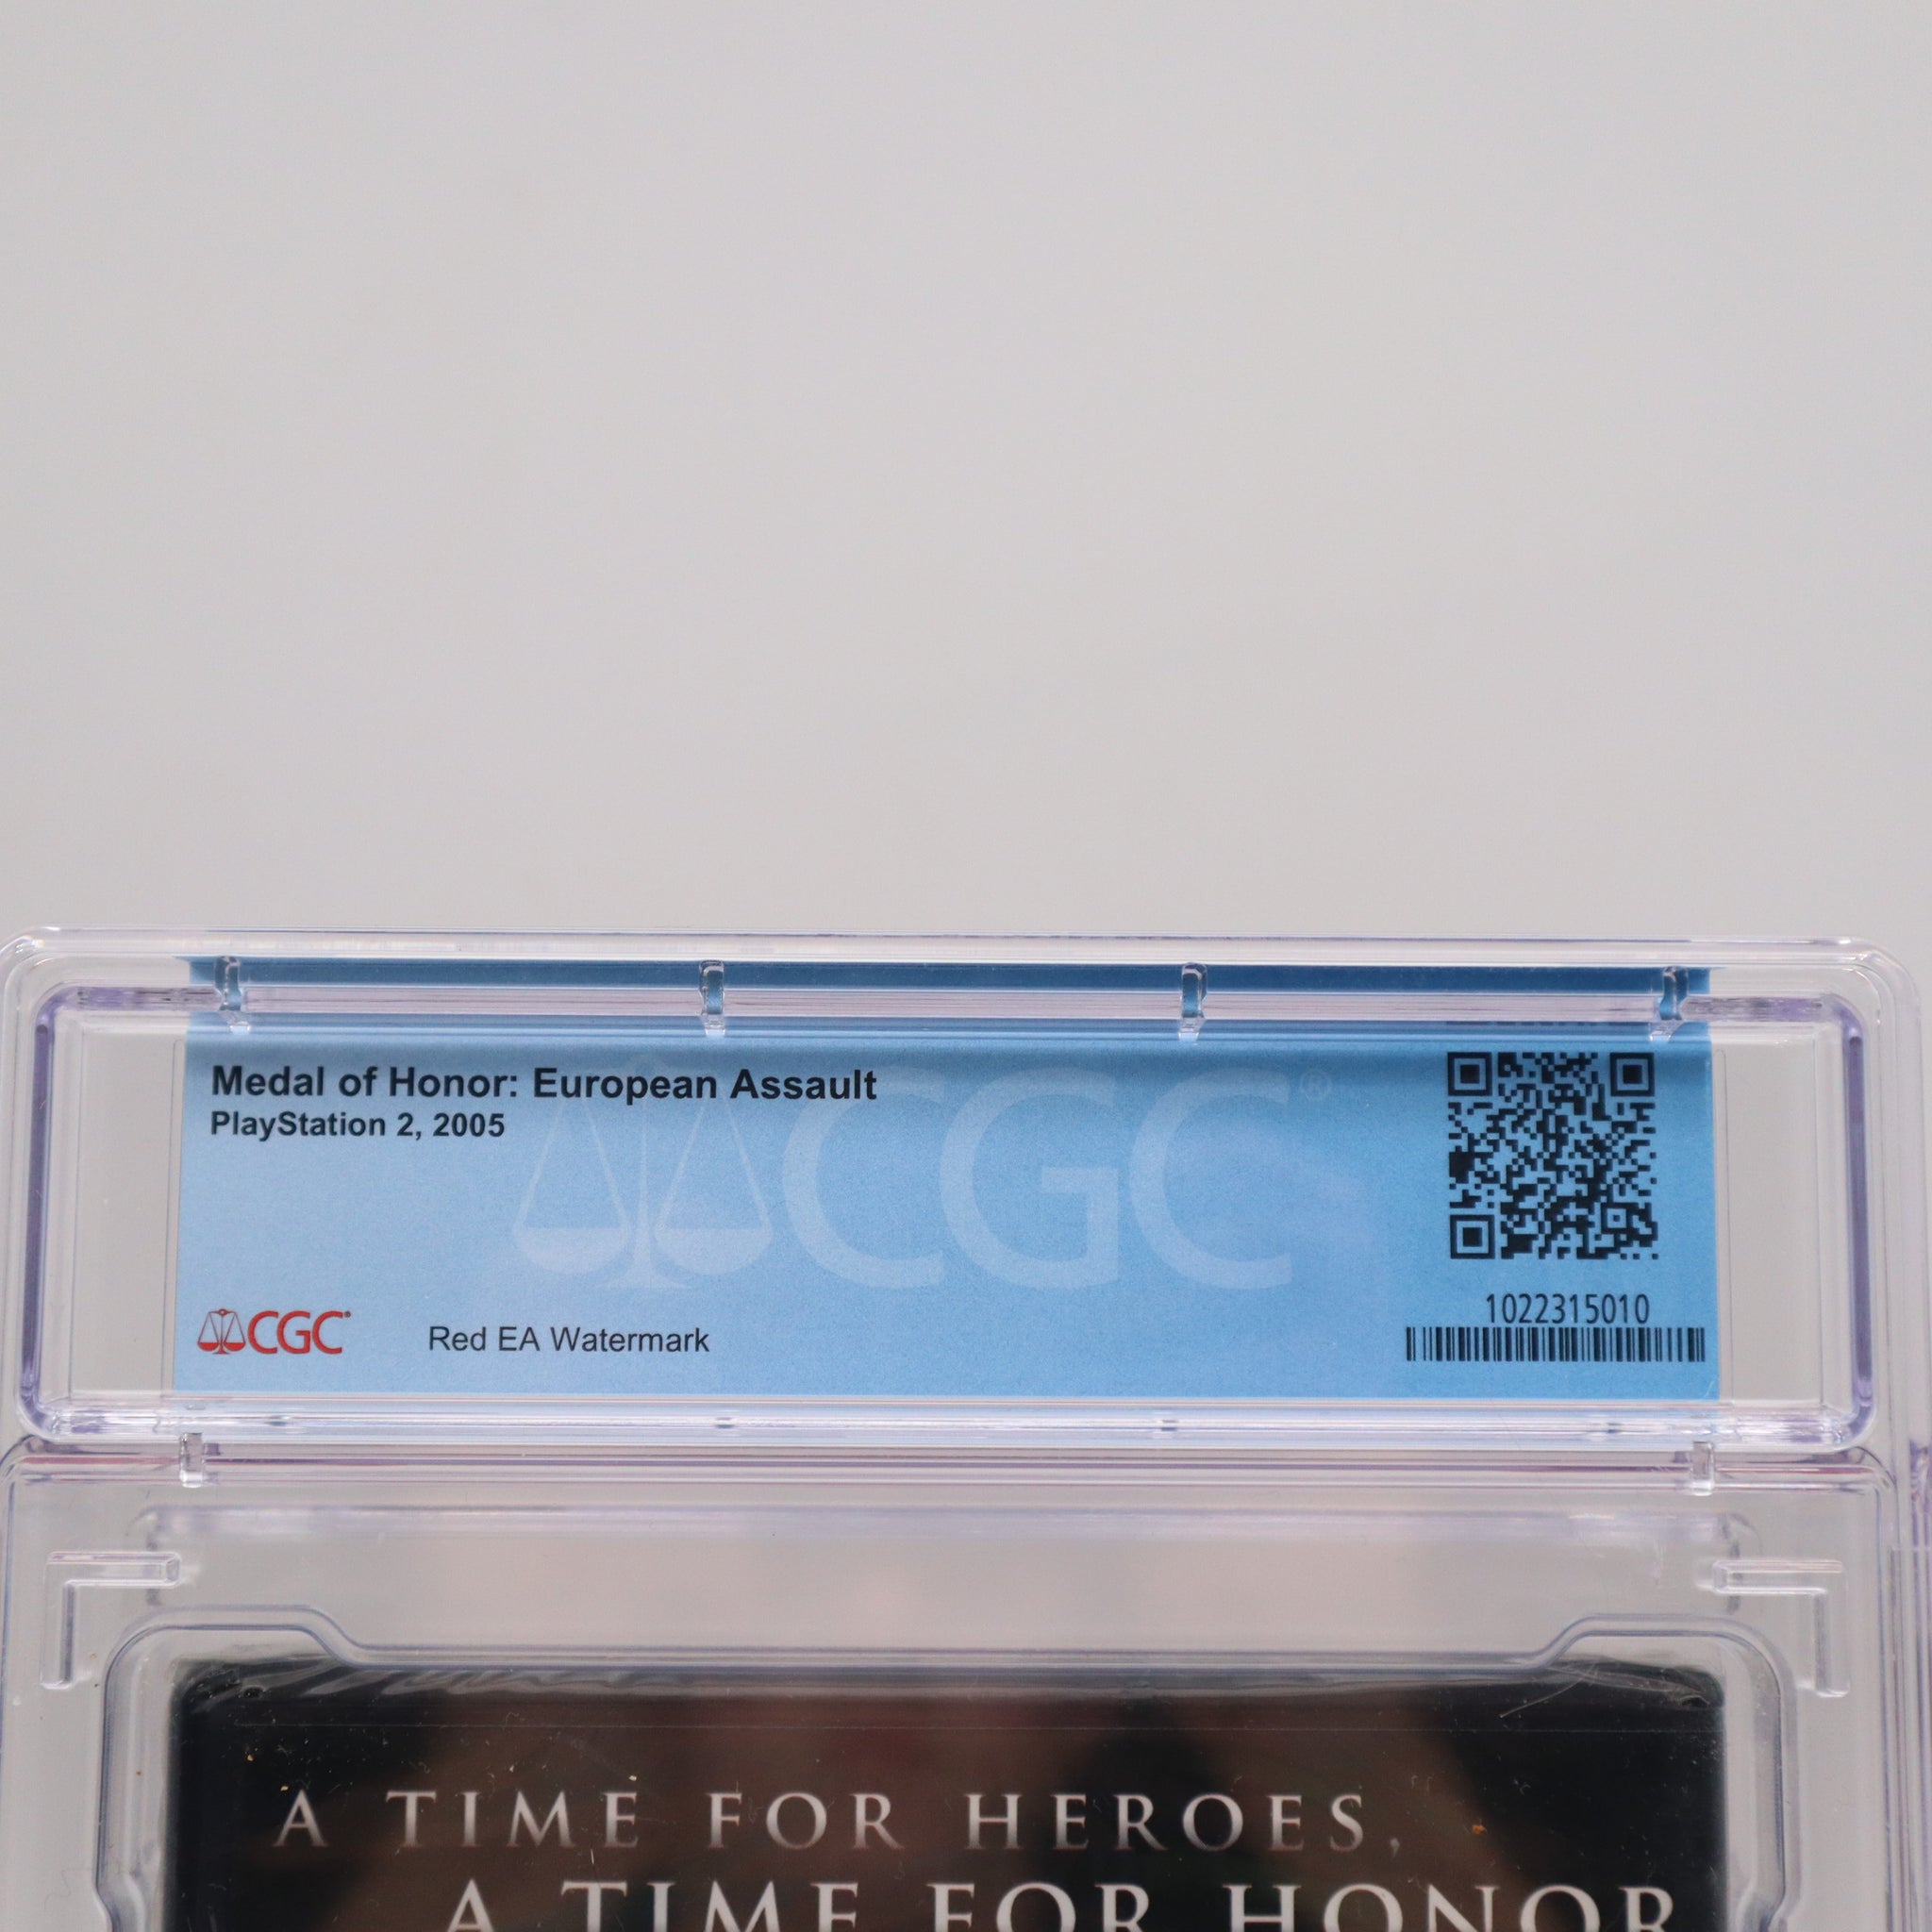 Medal of Honor: European Assault
PlayStation 2, 2005
CGC®
1022315010
CGC®
Red EA Watermark
A TIME FOR HEROES,
A TIME FOR HONOR